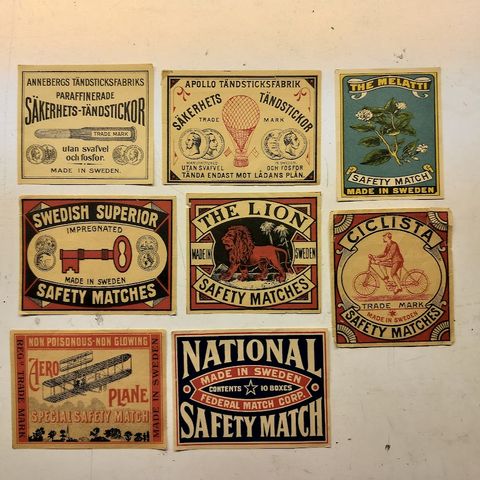 ANNEBERGS TÄNDSTICKSFABRIKS
PARAFFINERADE
SÄKERHETS-TÄNDSTICKOR
TRADE MARK
utan svafvel
och fosfor.
MADE IN SWEDEN.
APOLLO TÄNDSTICKSFABRIK
SÄKERHETS TÄNDSTICKOR
TRADE MARK
UTAN SVAFVEL OCH FOSFOR.
TÄNDA ENDAST MOT LÅDANS PLÅN.
THE MELATTI
SAFETY MATCH
MADE IN SWEDEN
SWEDISH SUPERIOR
IMPREGNATED
MADE IN SWEDEN
SAFETY MATCHES
THE LION
MADE IN SWEDEN
SAFETY MATCHES
CICLISTA
TRADE MARK
MADE IN SWEDEN
SAFETY MATCHES
NON POISONOUS-NON GLOWING
REGD TRADE MARK
AERO
PLANE
SPECIAL SAFETY MATCH
MADE IN SWEDEN
NATIONAL
MADE IN SWEDEN
CONTENTS 10 BOXES
FEDERAL MATCH CORP.
SAFETY MATCH